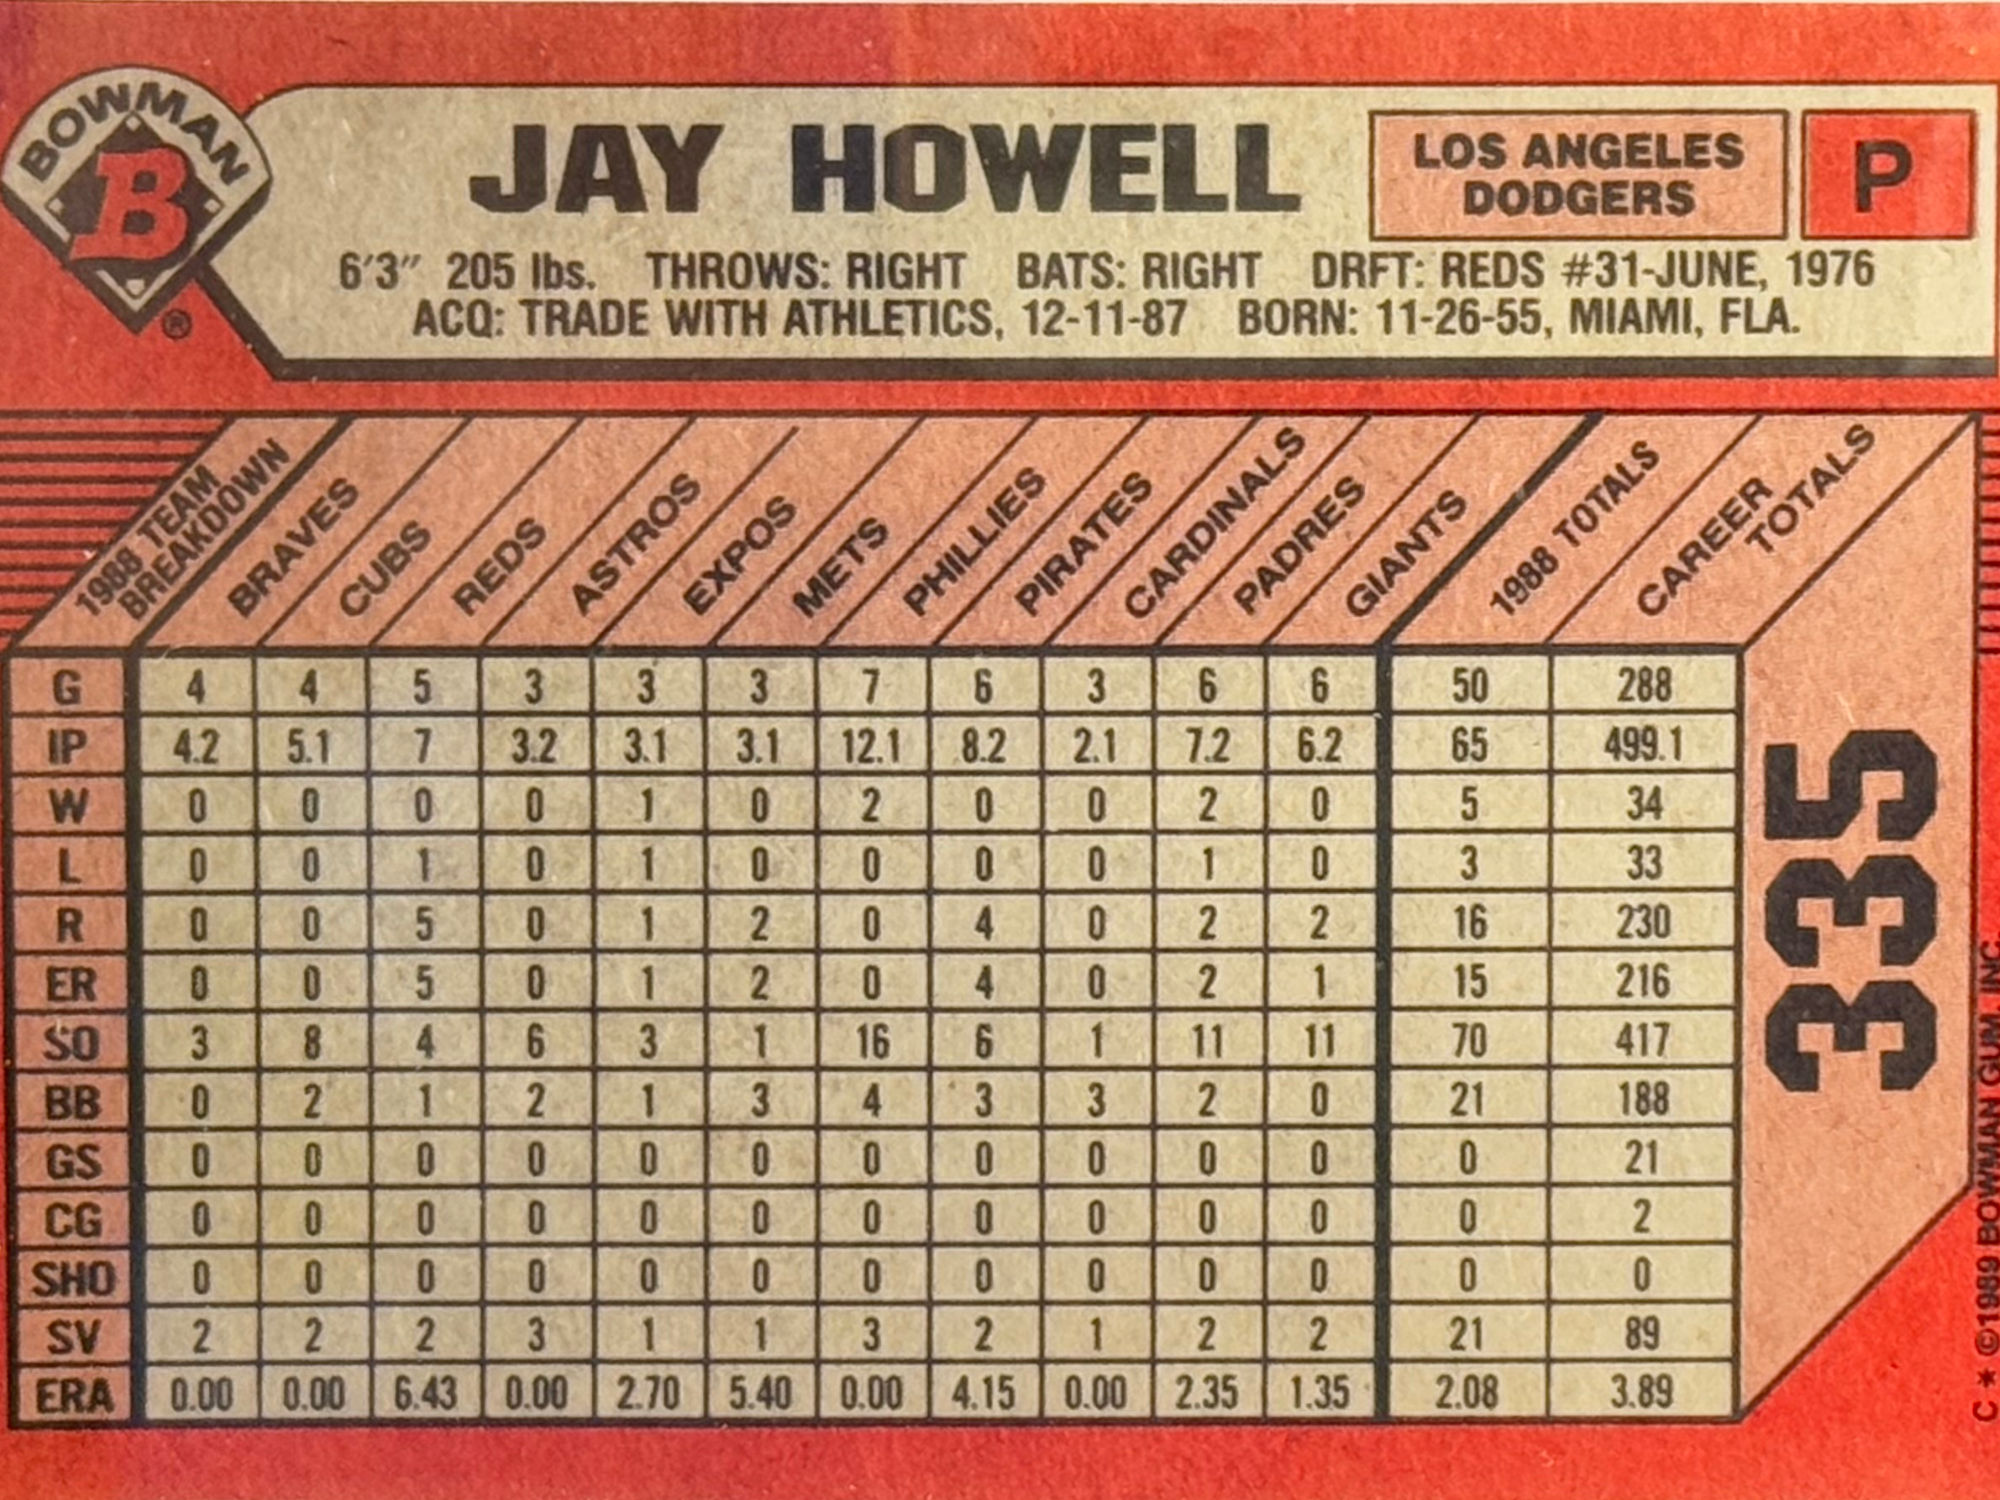 BOWMAN
B
®
JAY HOWELL
LOS ANGELES
DODGERS
P
6'3" 205 lbs. THROWS: RIGHT BATS: RIGHT DRFT: REDS #31-JUNE, 1976
ACQ: TRADE WITH ATHLETICS, 12-11-87 BORN: 11-26-55, MIAMI, FLA.
1988 TEAM BREAKDOWN BRAVES CUBS REDS ASTROS EXPOS METS PHILLIES PIRATES CARDINALS PADRES GIANTS 1988 TOTALS CAREER TOTALS
G 4 4 5 3 3 3 7 6 3 6 6 50 288
IP 4.2 5.1 7 3.2 3.1 3.1 12.1 8.2 2.1 7.2 6.2 65 499.1
W 0 0 0 0 1 0 2 0 0 2 0 5 34
L 0 0 1 0 1 0 0 0 0 1 0 3 33
R 0 0 5 0 1 2 0 4 0 2 2 16 230
ER 0 0 5 0 1 2 0 4 0 2 1 15 216
SO 3 8 4 6 3 1 16 6 1 11 11 70 417
BB 0 2 1 2 1 3 4 3 3 2 0 21 188
GS 0 0 0 0 0 0 0 0 0 0 0 0 21
CG 0 0 0 0 0 0 0 0 0 0 0 0 2
SHO 0 0 0 0 0 0 0 0 0 0 0 0 0
SV 2 2 2 3 1 1 3 2 1 2 2 21 89
ERA 0.00 0.00 6.43 0.00 2.70 5.40 0.00 4.15 0.00 2.35 1.35 2.08 3.89
335
C * ©1989 BOWMAN GUM, INC.